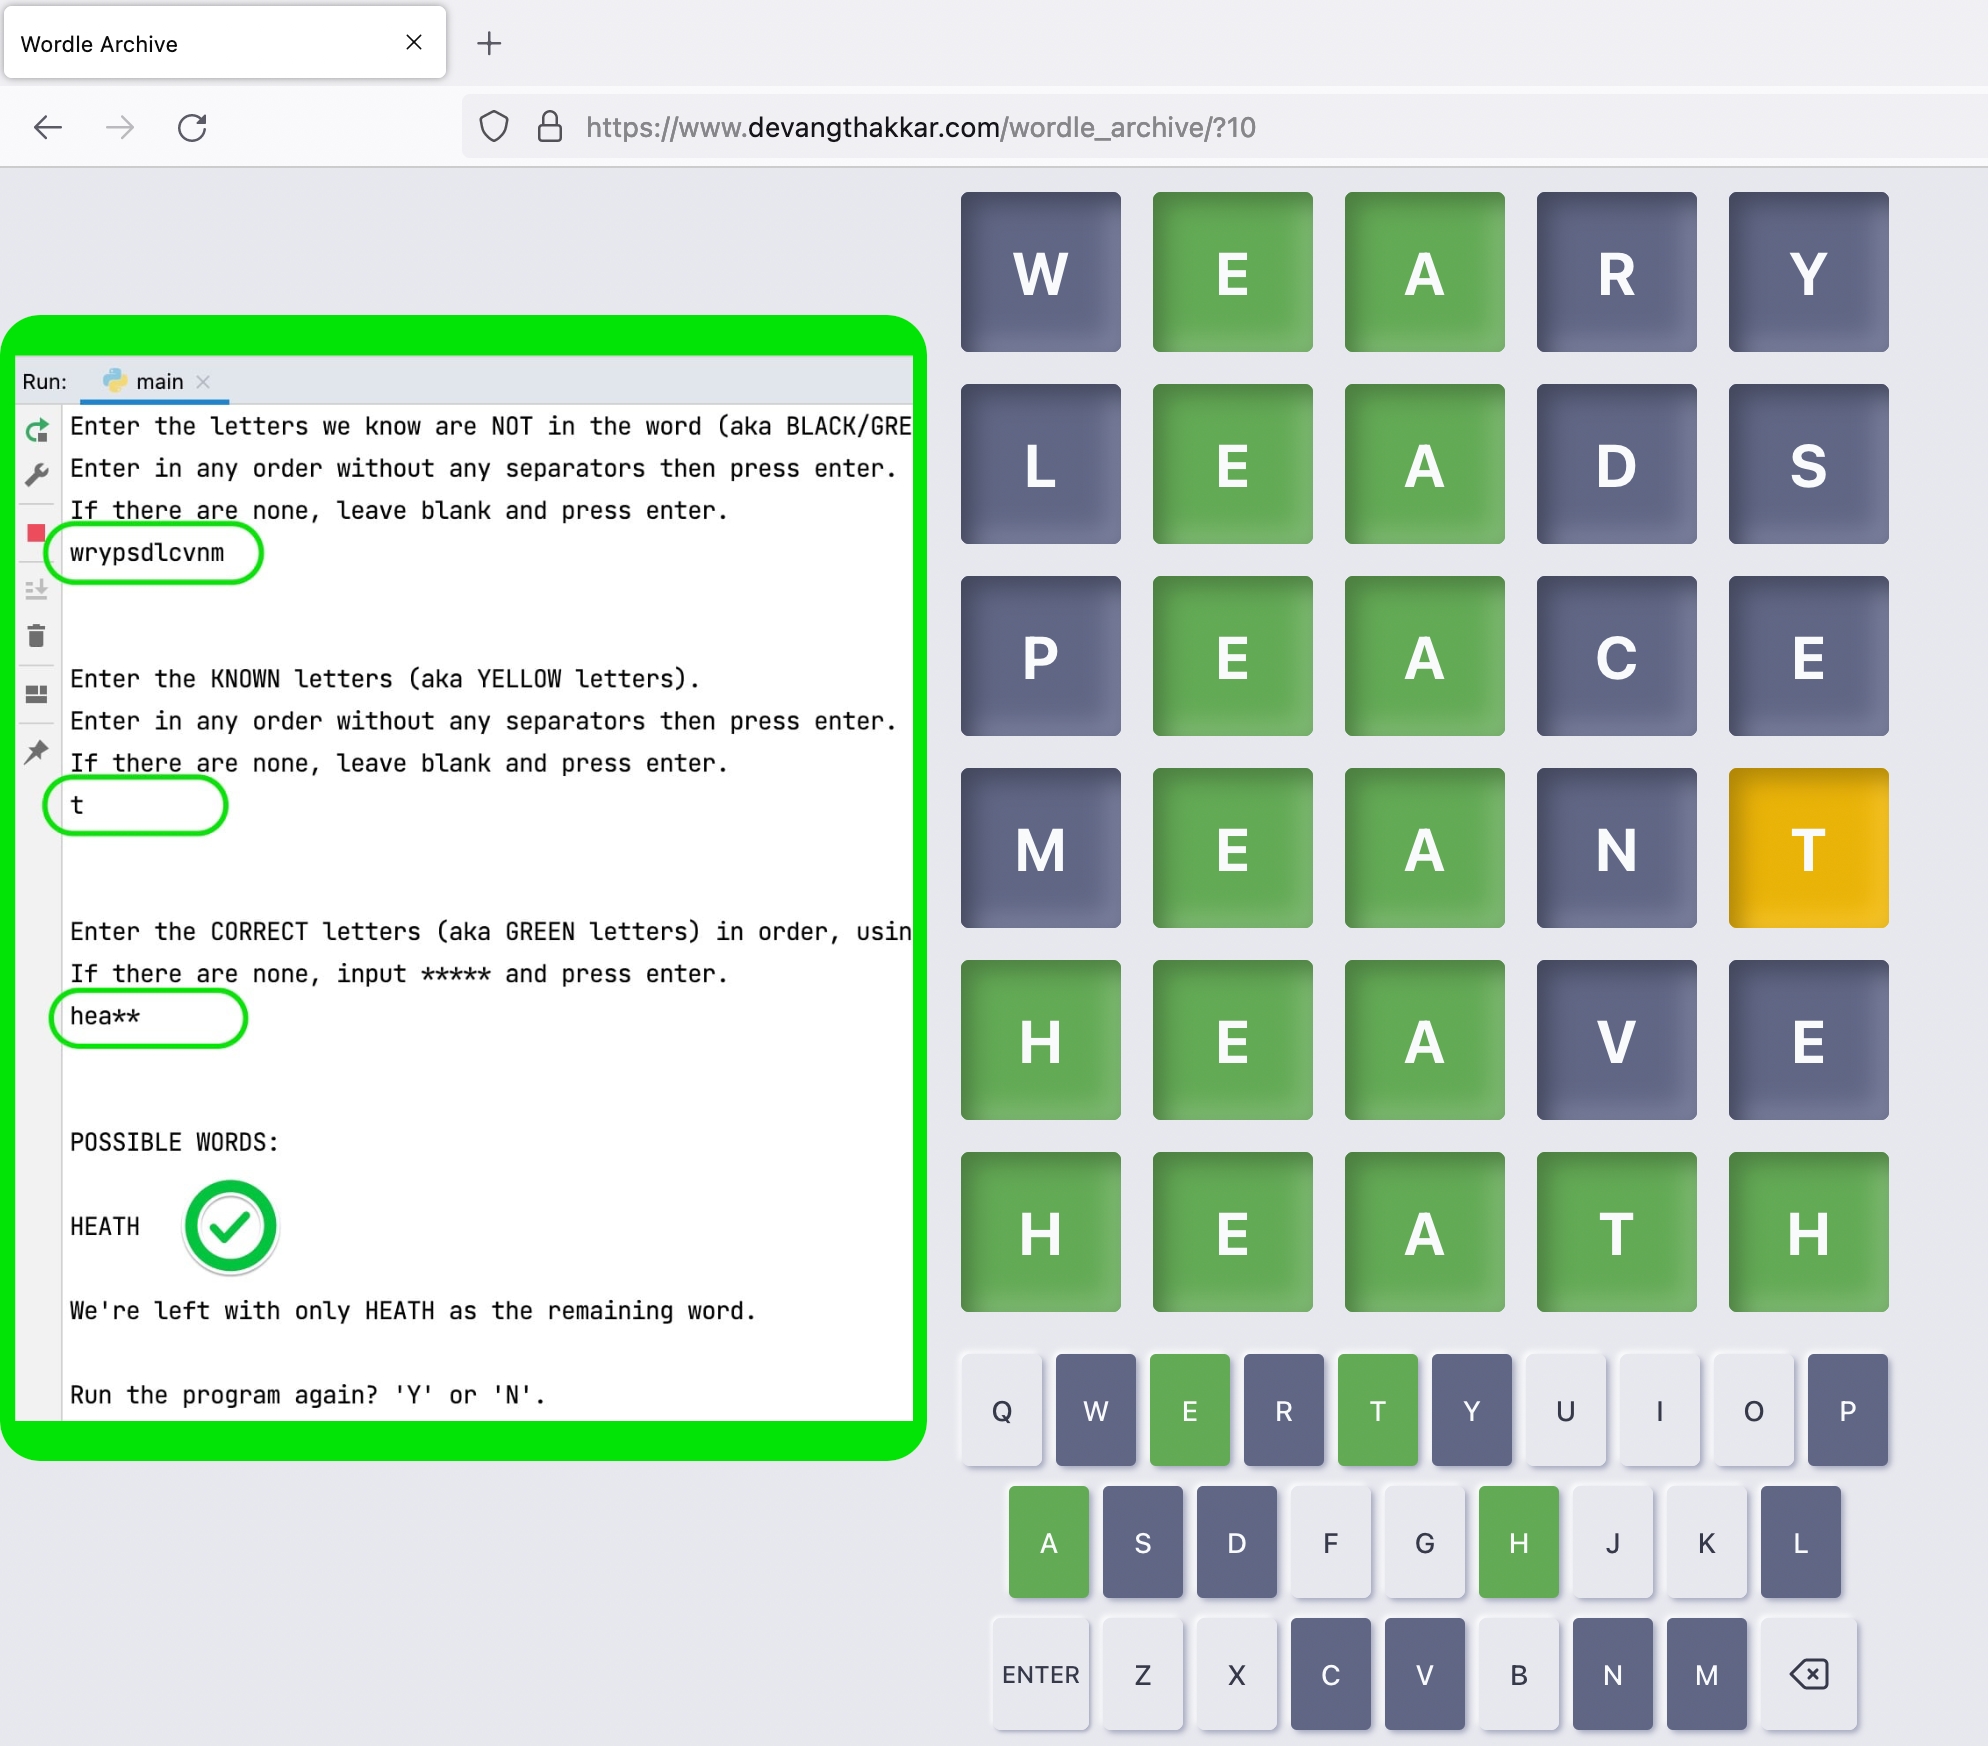 Wordle Archive
https://www.devangthakkar.com/wordle_archive/?10
Run: main
Enter the letters we know are NOT in the word (aka BLACK/GRE
Enter in any order without any separators then press enter.
If there are none, leave blank and press enter.
wrypsdlcvnm
Enter the KNOWN letters (aka YELLOW letters).
Enter in any order without any separators then press enter.
If there are none, leave blank and press enter.
t
Enter the CORRECT letters (aka GREEN letters) in order, usin
If there are none, input ***** and press enter.
hea**
POSSIBLE WORDS:
HEATH
We're left with only HEATH as the remaining word.
Run the program again? 'Y' or 'N'.
W E A R Y
L E A D S
P E A C E
M E A N T
H E A V E
H E A T H
Q W E R T Y U I O P
A S D F G H J K L
ENTER Z X C V B N M